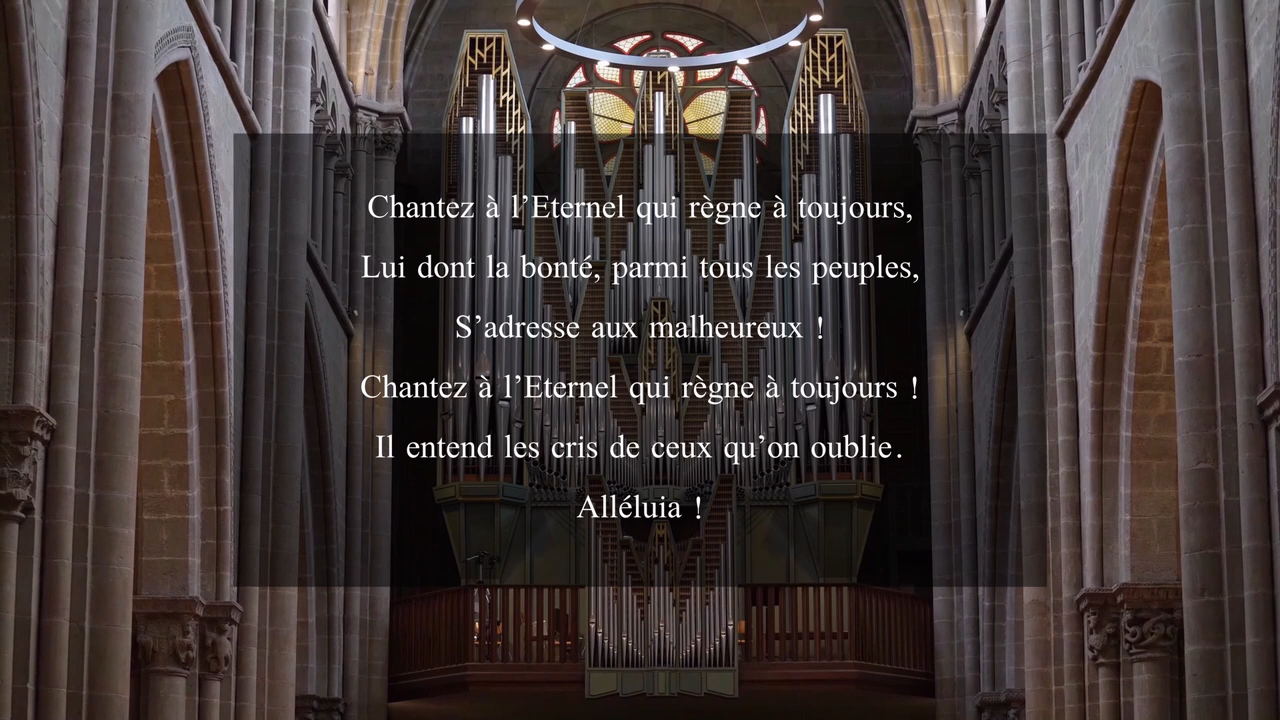 Chantez à l’Eternel qui règne à toujours,
Lui dont la bonté, parmi tous les peuples,
S’adresse aux malheureux !
Chantez à l’Eternel qui règne à toujours !
Il entend les cris de ceux qu’on oublie.
Alléluia !